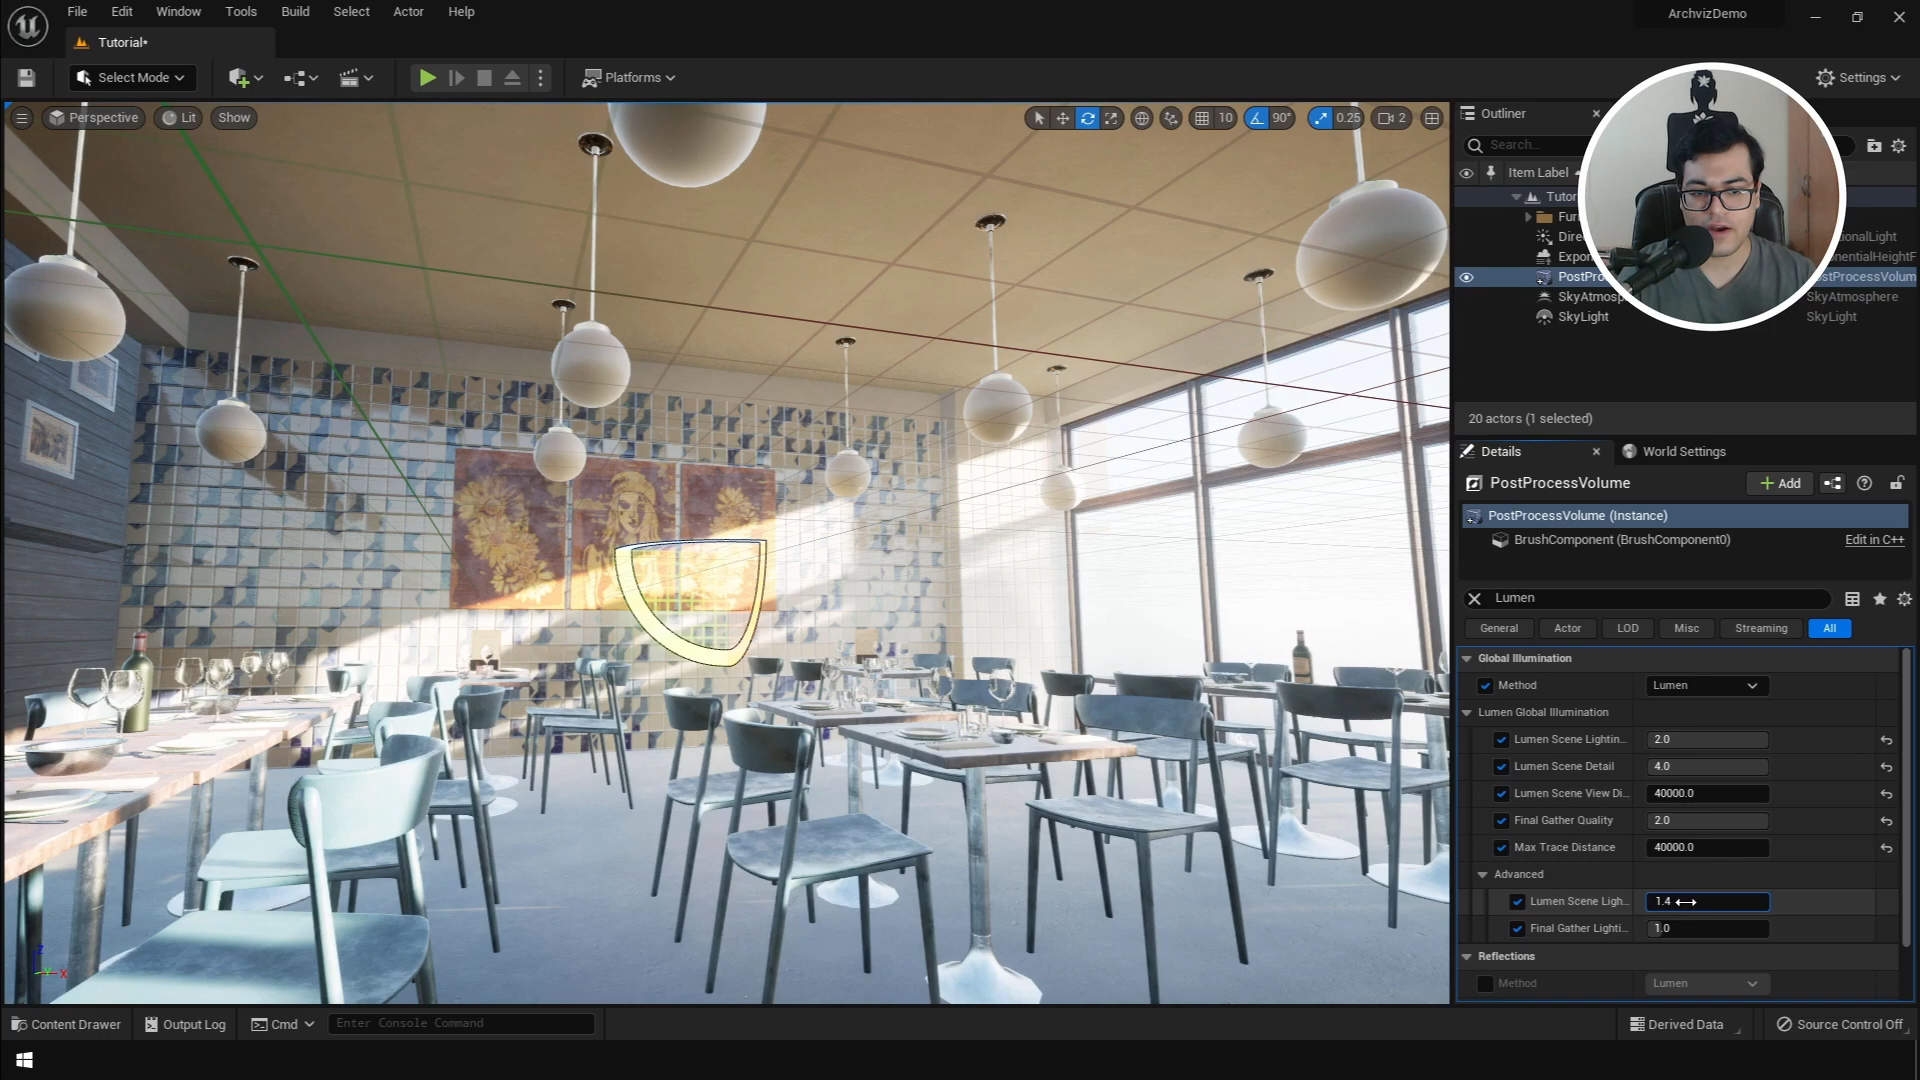 File Edit Window Tools Build Select Actor Help
ArchvizDemo
Tutorial*
Select Mode
Platforms
Settings
Perspective Lit Show
10 90° 0.25 2
Outliner
Search...
Item Label
Tutor
Furn
Dire ionalLight
Expon onentialHeightF
PostPro stProcessVolum
SkyAtmosp SkyAtmosphere
SkyLight SkyLight
20 actors (1 selected)
Details World Settings
PostProcessVolume
+ Add
PostProcessVolume (Instance)
BrushComponent (BrushComponent0) Edit in C++
Lumen
General Actor LOD Misc Streaming All
Global Illumination
Method Lumen
Lumen Global Illumination
Lumen Scene Lightin... 2.0
Lumen Scene Detail 4.0
Lumen Scene View Di... 40000.0
Final Gather Quality 2.0
Max Trace Distance 40000.0
Advanced
Lumen Scene Ligh... 1.4
Final Gather Lighti... 1.0
Reflections
Method Lumen
Z
Y X
Content Drawer Output Log Cmd Enter Console Command
Derived Data Source Control Off